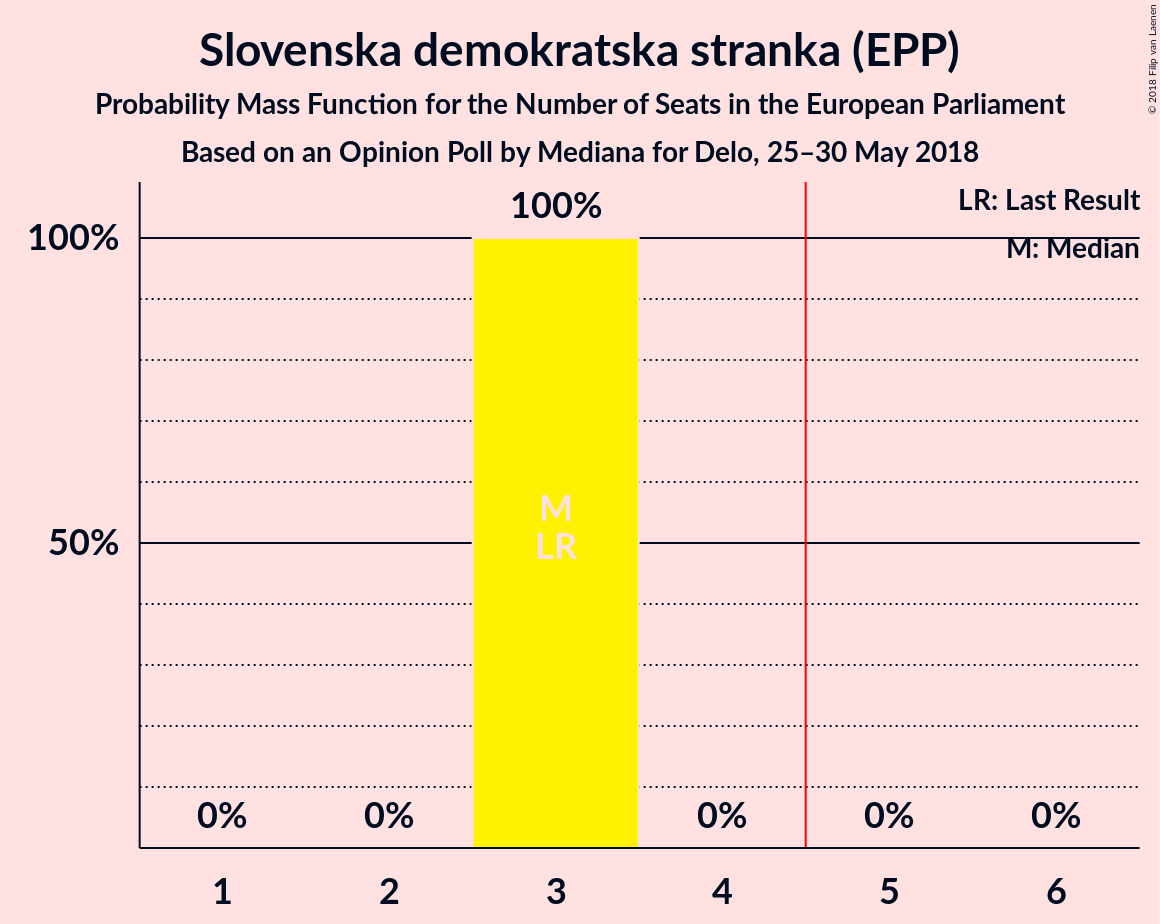 Slovenska demokratska stranka (EPP)
Probability Mass Function for the Number of Seats in the European Parliament
Based on an Opinion Poll by Mediana for Delo, 25–30 May 2018
© 2018 Filip van Laenen
LR: Last Result
M: Median
100%
100%
50%
M
LR
0% 0% 0% 0% 0%
1 2 3 4 5 6